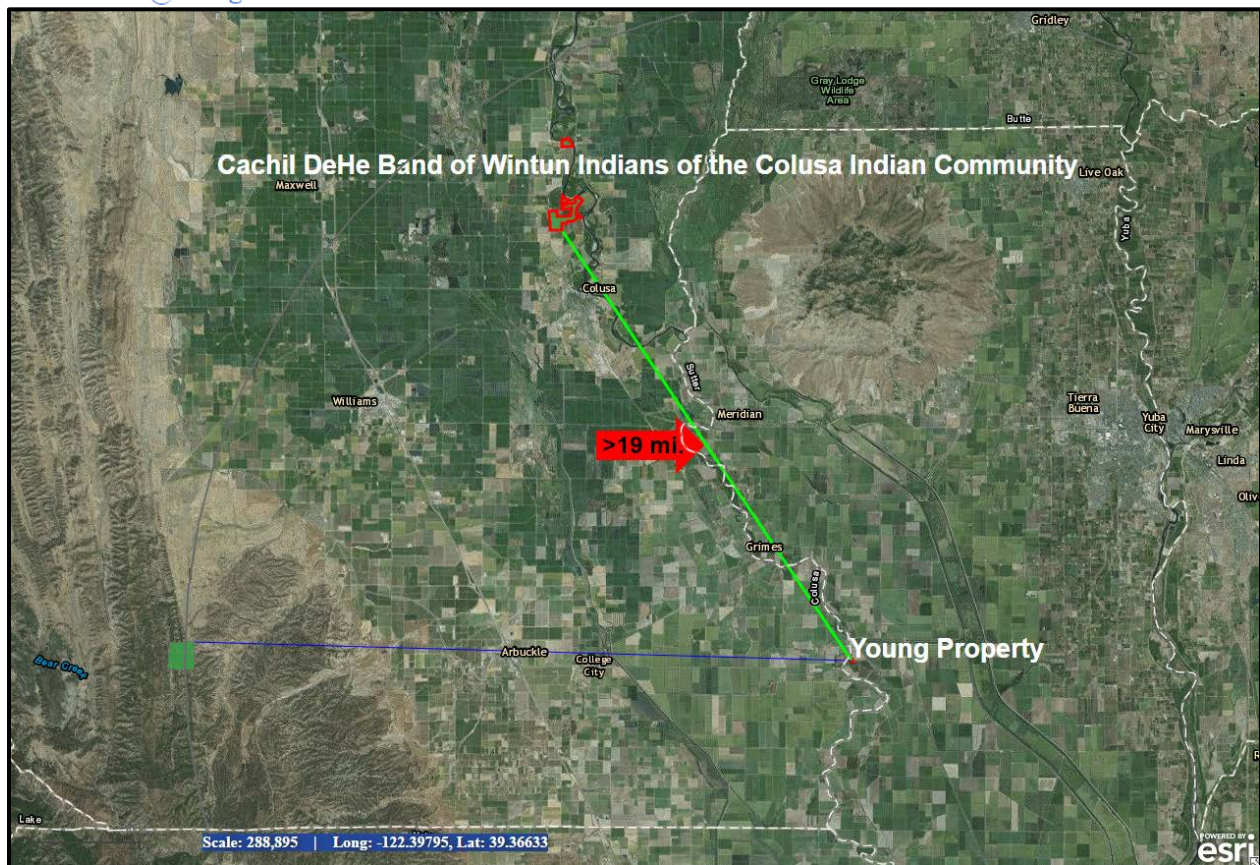 Gridley
Gray Lodge
Wildlife
Area
Butte
Cachil DeHe Band of Wintun Indians of the Colusa Indian Community
Live Oak
Maxwell
Yuba
Colusa
Sutter
Williams
Meridian
Tierra
Buena
Yuba
City
Marysville
>19 mi.
Linda
Oliv
Grimes
Colusa
Young Property
Arbuckle
College
City
Bear Creek
Lake
Scale: 288,895 | Long: -122.39795, Lat: 39.36633
POWERED BY
esri